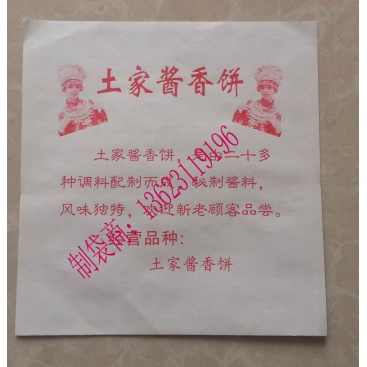 土家酱香饼
土家酱香饼，二十多
种调料配制而 秘制酱料，
风味独特， 迎新老顾客品尝。
营品种：
土家酱香饼
制袋商：13623119196